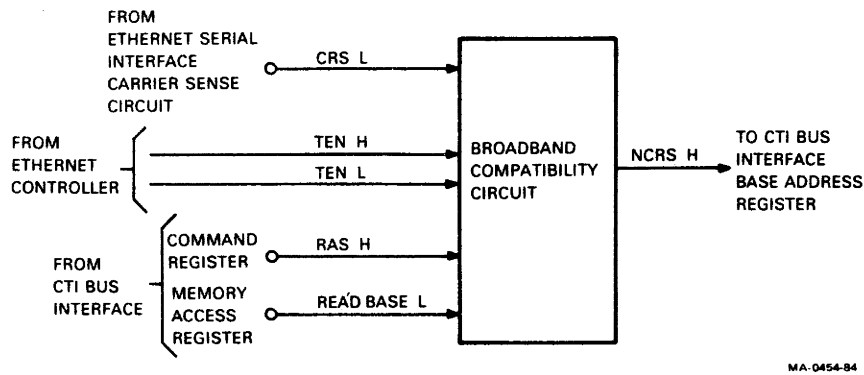 FROM
ETHERNET SERIAL
INTERFACE
CARRIER SENSE
CIRCUIT
CRS L
FROM
ETHERNET
CONTROLLER
TEN H
TEN L
BROADBAND
COMPATIBILITY
CIRCUIT
NCRS H
TO CTI BUS
INTERFACE
BASE ADDRESS
REGISTER
FROM
CTI BUS
INTERFACE
COMMAND
REGISTER
RAS H
MEMORY
ACCESS
REGISTER
READ BASE L
MA-0454-84